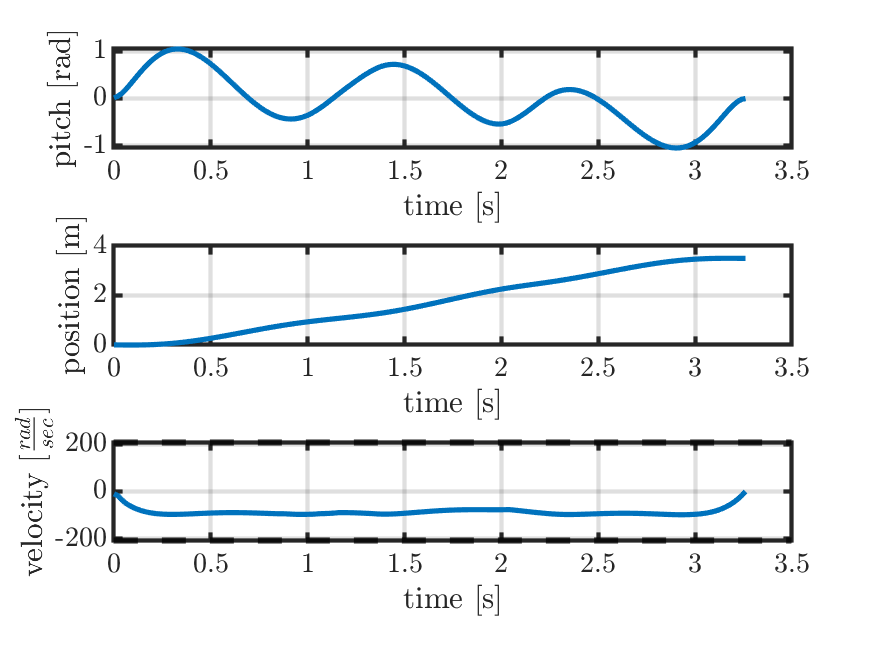 pitch [rad]
1
0
-1
0 0.5 1 1.5 2 2.5 3 3.5
time [s]
position [m]
4
2
0
0 0.5 1 1.5 2 2.5 3 3.5
time [s]
velocity [rad/sec]
200
0
-200
0 0.5 1 1.5 2 2.5 3 3.5
time [s]